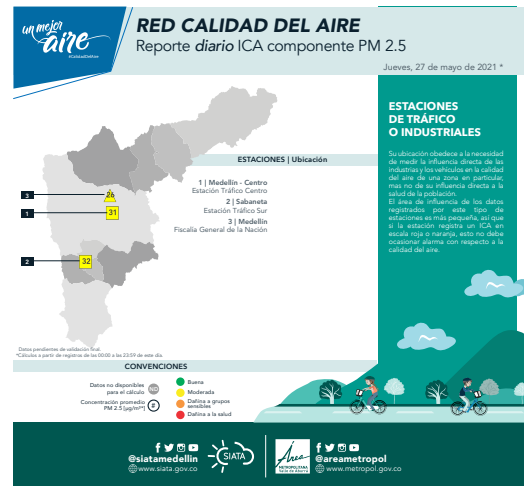 un mejor
aire
#CalidadDelAire
RED CALIDAD DEL AIRE
Reporte diario ICA componente PM 2.5
Jueves, 27 de mayo de 2021 *
ESTACIONES
DE TRÁFICO
O INDUSTRIALES
Su ubicación obedece a la necesidad
de medir la influencia directa de las
industrias y los vehículos en la calidad
del aire de una zona en particular,
mas no de su influencia directa a la
salud de la población.
El área de influencia de los datos
registrados por este tipo de
estaciones es más pequeña, así que
si la estación registra un ICA en
escala roja o naranja, esto no debe
ocasionar alarma con respecto a la
calidad del aire.
ESTACIONES | Ubicación
1 | Medellín - Centro
Estación Tráfico Centro
2 | Sabaneta
Estación Tráfico Sur
3 | Medellín
Fiscalía General de la Nación
3
26
1
31
2
32
Datos pendientes de validación final.
*Cálculos a partir de registros de las 00:00 a las 23:59 de este día.
CONVENCIONES
Datos no disponibles
para el cálculo
ND
Concentración promedio
PM 2.5 [μg/m³*]
#
Buena
Moderada
Dañina a grupos
sensibles
Dañina a la salud
@siatamedellin
www.siata.gov.co
SIATA
Área
METROPOLITANA
Valle de Aburrá
@areametropol
www.metropol.gov.co